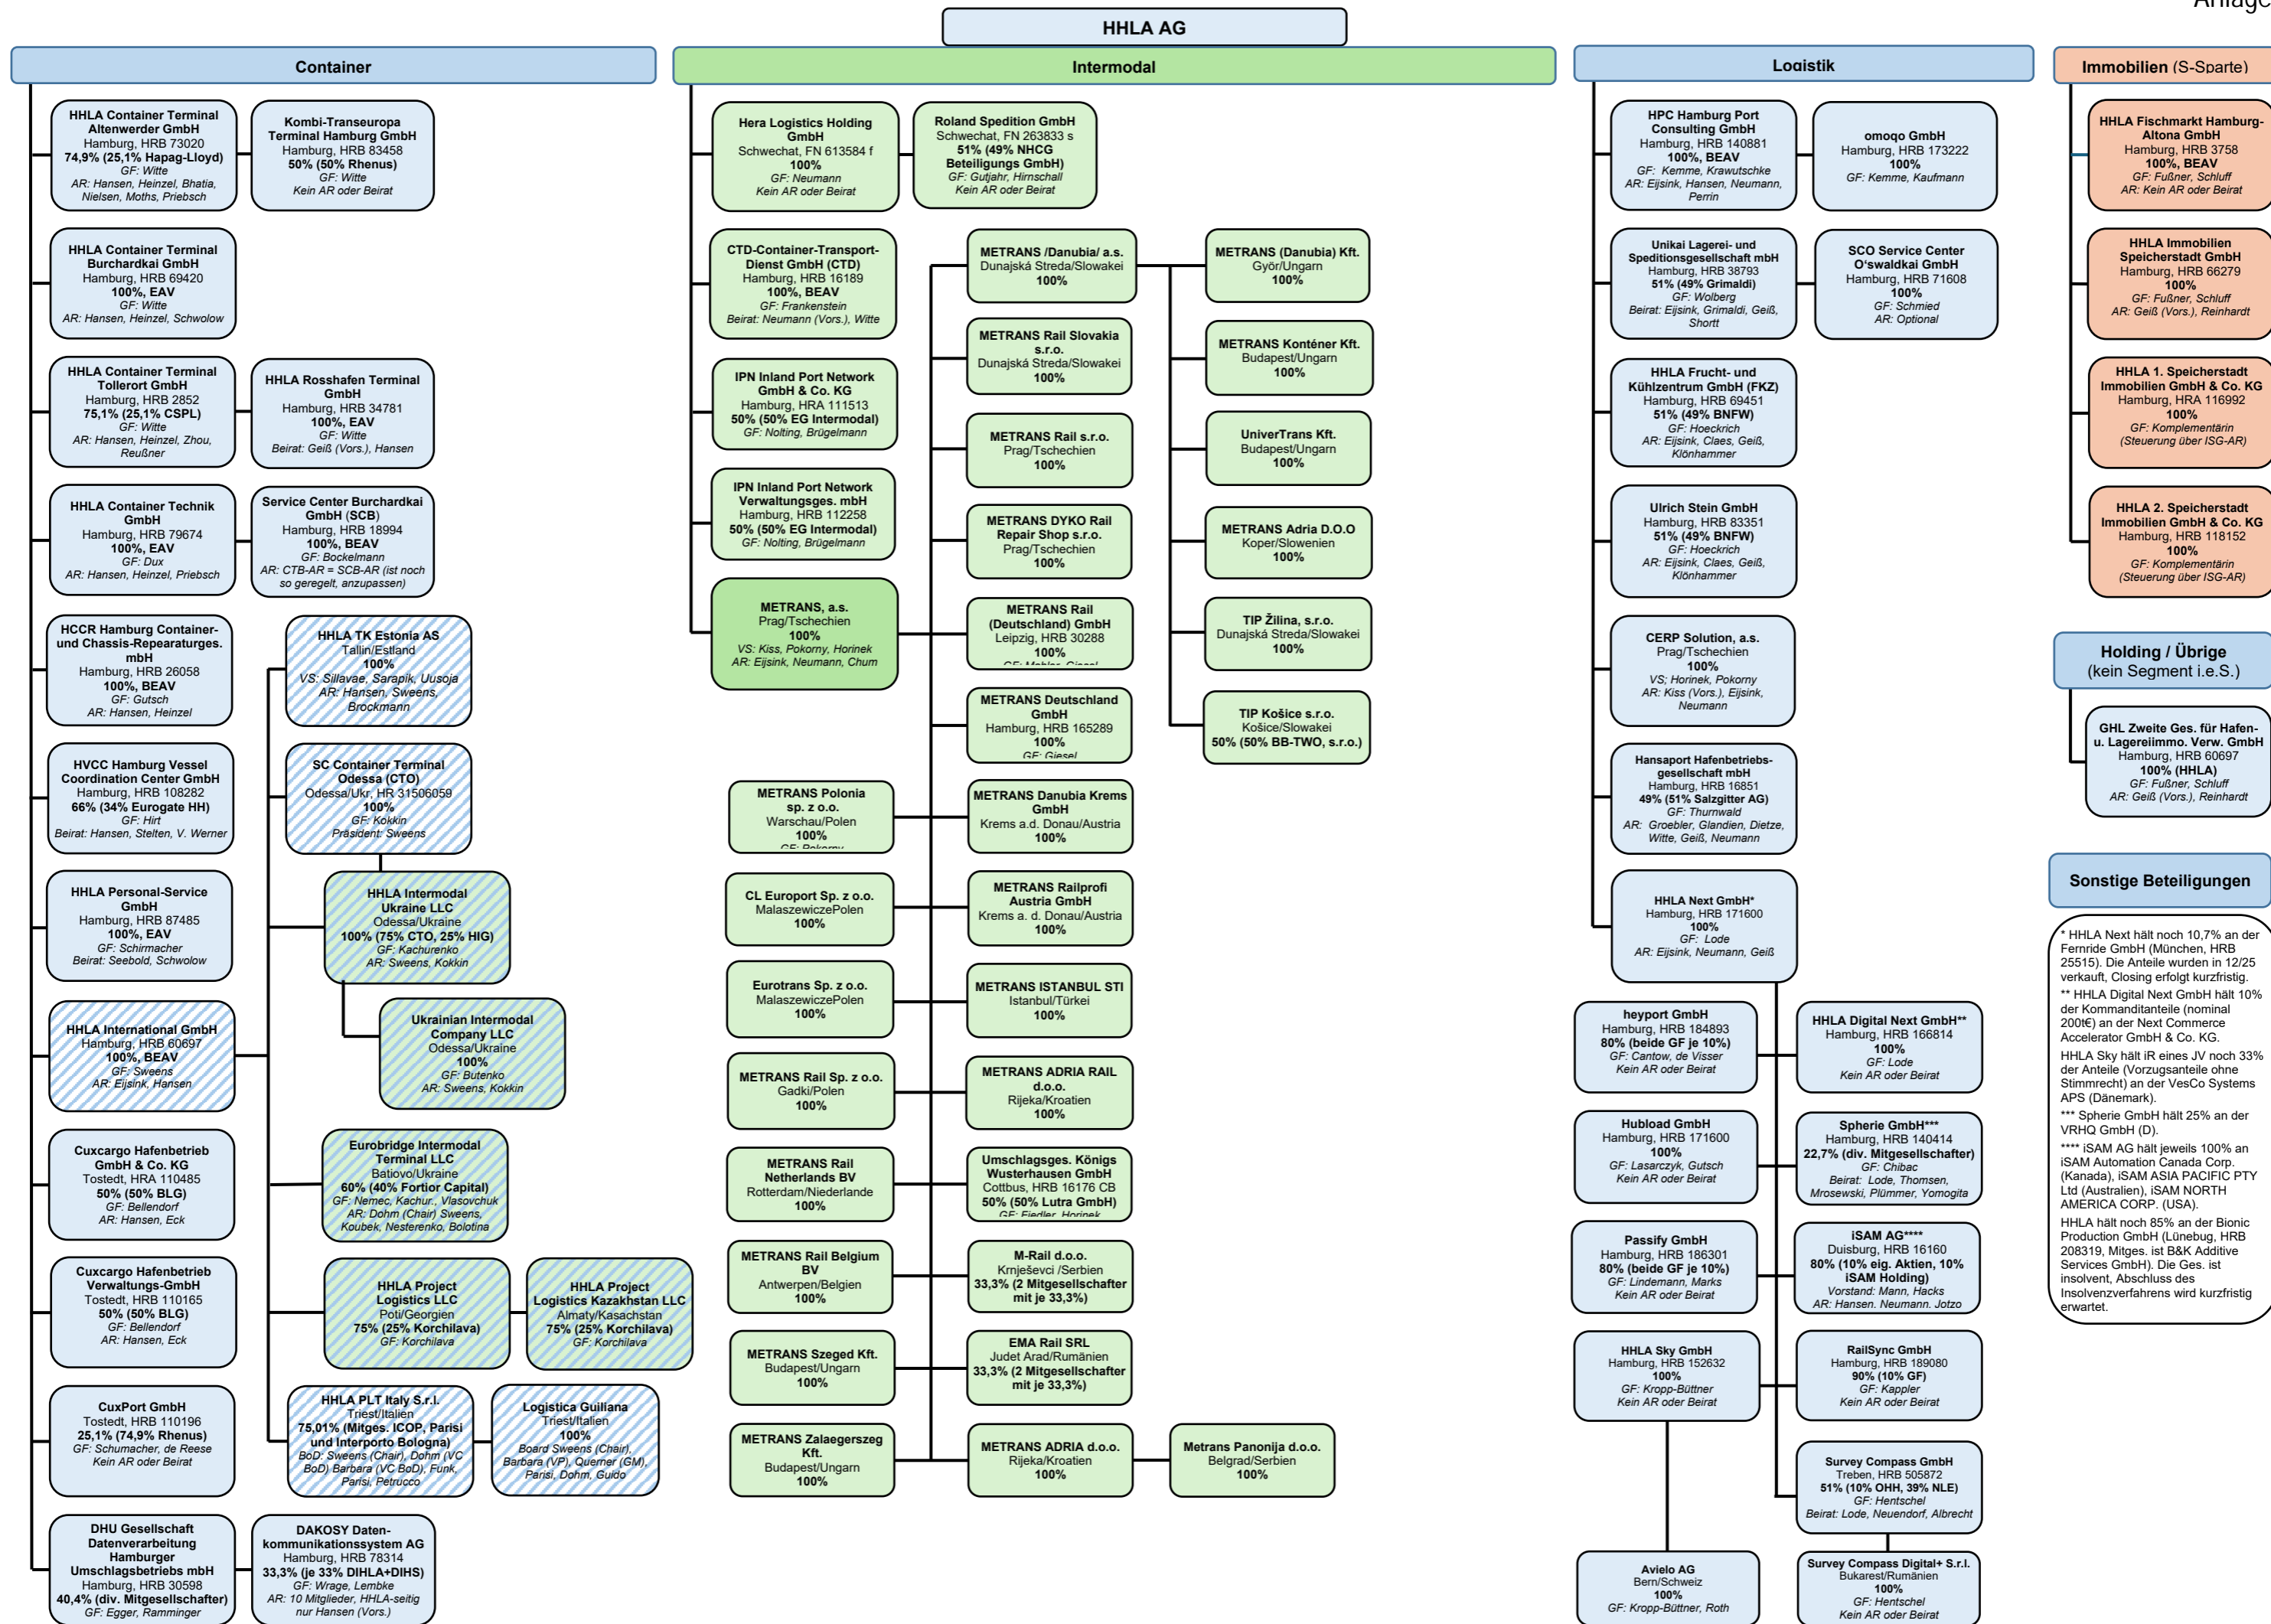 Anlage
HHLA AG
Container
HHLA Container Terminal
Altenwerder GmbH
Hamburg, HRB 73020
74,9% (25,1% Hapag-Lloyd)
GF: Witte
AR: Hansen, Heinzel, Bhatia,
Nielsen, Moths, Priebsch
Kombi-Transeuropa
Terminal Hamburg GmbH
Hamburg, HRB 83458
50% (50% Rhenus)
GF: Witte
Kein AR oder Beirat
HHLA Container Terminal
Burchardkai GmbH
Hamburg, HRB 69420
100%, EAV
GF: Witte
AR: Hansen, Heinzel, Schwolow
HHLA Container Terminal
Tollerort GmbH
Hamburg, HRB 2852
75,1% (25,1% CSPL)
GF: Witte
AR: Hansen, Heinzel, Zhou,
Reußner
HHLA Rosshafen Terminal
GmbH
Hamburg, HRB 34781
100%, EAV
GF: Witte
Beirat: Geiß (Vors.), Hansen
HHLA Container Technik
GmbH
Hamburg, HRB 79674
100%, EAV
GF: Dux
AR: Hansen, Heinzel, Priebsch
Service Center Burchardkai
GmbH (SCB)
Hamburg, HRB 18994
100%, BEAV
GF: Bockelmann
AR: CTB-AR = SCB-AR (ist noch
so geregelt, anzupassen)
HCCR Hamburg Container-
und Chassis-Repearaturges.
mbH
Hamburg, HRB 26058
100%, BEAV
GF: Gutsch
AR: Hansen, Heinzel
HHLA TK Estonia AS
Tallin/Estland
100%
VS: Sillavae, Sarapik, Uusoja
AR: Hansen, Sweens,
Brockmann
HVCC Hamburg Vessel
Coordination Center GmbH
Hamburg, HRB 108282
66% (34% Eurogate HH)
GF: Hirt
Beirat: Hansen, Stelten, V. Werner
SC Container Terminal
Odessa (CTO)
Odessa/Ukr, HR 31506059
100%
GF: Kokkin
Präsident: Sweens
HHLA Personal-Service
GmbH
Hamburg, HRB 87485
100%, EAV
GF: Schirmacher
Beirat: Seebold, Schwolow
HHLA Intermodal
Ukraine LLC
Odessa/Ukraine
100% (75% CTO, 25% HIG)
GF: Kachurenko
AR: Sweens, Kokkin
HHLA International GmbH
Hamburg, HRB 60697
100%, BEAV
GF: Sweens
AR: Eijsink, Hansen
Ukrainian Intermodal
Company LLC
Odessa/Ukraine
100%
GF: Butenko
AR: Sweens, Kokkin
Cuxcargo Hafenbetrieb
GmbH & Co. KG
Tostedt, HRA 110485
50% (50% BLG)
GF: Bellendorf
AR: Hansen, Eck
Eurobridge Intermodal
Terminal LLC
Batiovo/Ukraine
60% (40% Fortior Capital)
GF: Nemec, Kachur., Vlasovchuk
AR: Dohm (Chair) Sweens,
Koubek, Nesterenko, Bolotina
Cuxcargo Hafenbetrieb
Verwaltungs-GmbH
Tostedt, HRB 110165
50% (50% BLG)
GF: Bellendorf
AR: Hansen, Eck
HHLA Project
Logistics LLC
Poti/Georgien
75% (25% Korchilava)
GF: Korchilava
HHLA Project
Logistics Kazakhstan LLC
Almaty/Kasachstan
75% (25% Korchilava)
GF: Korchilava
CuxPort GmbH
Tostedt, HRB 110196
25,1% (74,9% Rhenus)
GF: Schumacher, de Reese
Kein AR oder Beirat
HHLA PLT Italy S.r.l.
Triest/Italien
75,01% (Mitges. ICOP, Parisi
und Interporto Bologna)
BoD: Sweens (Chair), Dohm (VC
BoD) Barbara (VC BoD), Funk,
Parisi, Petrucco
Logistica Guiliana
Triest/Italien
100%
Board Sweens (Chair),
Barbara (VP), Querner (GM),
Parisi, Dohm, Guido
DHU Gesellschaft
Datenverarbeitung
Hamburger
Umschlagsbetriebs mbH
Hamburg, HRB 30598
40,4% (div. Mitgesellschafter)
GF: Egger, Ramminger
DAKOSY Daten-
kommunikationssystem AG
Hamburg, HRB 78314
33,3% (je 33% DIHLA+DIHS)
GF: Wrage, Lembke
AR: 10 Mitglieder, HHLA-seitig
nur Hansen (Vors.)
Intermodal
Hera Logistics Holding
GmbH
Schwechat, FN 613584 f
100%
GF: Neumann
Kein AR oder Beirat
Roland Spedition GmbH
Schwechat, FN 263833 s
51% (49% NHCG
Beteiligungs GmbH)
GF: Gutjahr, Hirnschall
Kein AR oder Beirat
CTD-Container-Transport-
Dienst GmbH (CTD)
Hamburg, HRB 16189
100%, BEAV
GF: Frankenstein
Beirat: Neumann (Vors.), Witte
IPN Inland Port Network
GmbH & Co. KG
Hamburg, HRA 111513
50% (50% EG Intermodal)
GF: Nolting, Brügelmann
IPN Inland Port Network
Verwaltungsges. mbH
Hamburg, HRB 112258
50% (50% EG Intermodal)
GF: Nolting, Brügelmann
METRANS, a.s.
Prag/Tschechien
100%
VS: Kiss, Pokorny, Horinek
AR: Eijsink, Neumann, Chum
METRANS /Danubia/ a.s.
Dunajská Streda/Slowakei
100%
METRANS (Danubia) Kft.
Györ/Ungarn
100%
METRANS Rail Slovakia
s.r.o.
Dunajská Streda/Slowakei
100%
METRANS Konténer Kft.
Budapest/Ungarn
100%
METRANS Rail s.r.o.
Prag/Tschechien
100%
UniverTrans Kft.
Budapest/Ungarn
100%
METRANS DYKO Rail
Repair Shop s.r.o.
Prag/Tschechien
100%
METRANS Adria D.O.O
Koper/Slowenien
100%
METRANS Rail
(Deutschland) GmbH
Leipzig, HRB 30288
100%
GF: Mahler, Giesel
TIP Žilina, s.r.o.
Dunajská Streda/Slowakei
100%
METRANS Deutschland
GmbH
Hamburg, HRB 165289
100%
GF: Giesel
TIP Košice s.r.o.
Košice/Slowakei
50% (50% BB-TWO, s.r.o.)
METRANS Polonia
sp. z o.o.
Warschau/Polen
100%
GF: Pokorny
METRANS Danubia Krems
GmbH
Krems a.d. Donau/Austria
100%
CL Europort Sp. z o.o.
MalaszewiczePolen
100%
METRANS Railprofi
Austria GmbH
Krems a. d. Donau/Austria
100%
Eurotrans Sp. z o.o.
MalaszewiczePolen
100%
METRANS ISTANBUL STI
Istanbul/Türkei
100%
METRANS Rail Sp. z o.o.
Gadki/Polen
100%
METRANS ADRIA RAIL
d.o.o.
Rijeka/Kroatien
100%
METRANS Rail
Netherlands BV
Rotterdam/Niederlande
100%
Umschlagsges. Königs
Wusterhausen GmbH
Cottbus, HRB 16176 CB
50% (50% Lutra GmbH)
GF: Fiedler, Horinek
METRANS Rail Belgium
BV
Antwerpen/Belgien
100%
M-Rail d.o.o.
Krnješevci /Serbien
33,3% (2 Mitgesellschafter
mit je 33,3%)
METRANS Szeged Kft.
Budapest/Ungarn
100%
EMA Rail SRL
Judet Arad/Rumänien
33,3% (2 Mitgesellschafter
mit je 33,3%)
METRANS Zalaegerszeg
Kft.
Budapest/Ungarn
100%
METRANS ADRIA d.o.o.
Rijeka/Kroatien
100%
Metrans Panonija d.o.o.
Belgrad/Serbien
100%
Logistik
HPC Hamburg Port
Consulting GmbH
Hamburg, HRB 140881
100%, BEAV
GF: Kemme, Krawutschke
AR: Eijsink, Hansen, Neumann,
Perrin
omoqo GmbH
Hamburg, HRB 173222
100%
GF: Kemme, Kaufmann
Unikai Lagerei- und
Speditionsgesellschaft mbH
Hamburg, HRB 38793
51% (49% Grimaldi)
GF: Wolberg
Beirat: Eijsink, Grimaldi, Geiß,
Shortt
SCO Service Center
O‘swaldkai GmbH
Hamburg, HRB 71608
100%
GF: Schmied
AR: Optional
HHLA Frucht- und
Kühlzentrum GmbH (FKZ)
Hamburg, HRB 69451
51% (49% BNFW)
GF: Hoeckrich
AR: Eijsink, Claes, Geiß,
Klönhammer
Ulrich Stein GmbH
Hamburg, HRB 83351
51% (49% BNFW)
GF: Hoeckrich
AR: Eijsink, Claes, Geiß,
Klönhammer
CERP Solution, a.s.
Prag/Tschechien
100%
VS; Horinek, Pokorny
AR: Kiss (Vors.), Eijsink,
Neumann
Hansaport Hafenbetriebs-
gesellschaft mbH
Hamburg, HRB 16851
49% (51% Salzgitter AG)
GF: Thurnwald
AR: Groebler, Glandien, Dietze,
Witte, Geiß, Neumann
HHLA Next GmbH*
Hamburg, HRB 171600
100%
GF: Lode
AR: Eijsink, Neumann, Geiß
heyport GmbH
Hamburg, HRB 184893
80% (beide GF je 10%)
GF: Cantow, de Visser
Kein AR oder Beirat
HHLA Digital Next GmbH**
Hamburg, HRB 166814
100%
GF: Lode
Kein AR oder Beirat
Hubload GmbH
Hamburg, HRB 171600
100%
GF: Lasarczyk, Gutsch
Kein AR oder Beirat
Spherie GmbH***
Hamburg, HRB 140414
22,7% (div. Mitgesellschafter)
GF: Chibac
Beirat: Lode, Thomsen,
Mrosewski, Plümmer, Yomogita
Passify GmbH
Hamburg, HRB 186301
80% (beide GF je 10%)
GF: Lindemann, Marks
Kein AR oder Beirat
iSAM AG****
Duisburg, HRB 16160
80% (10% eig. Aktien, 10%
iSAM Holding)
Vorstand: Mann, Hacks
AR: Hansen, Neumann, Jotzo
HHLA Sky GmbH
Hamburg, HRB 152632
100%
GF: Kropp-Büttner
Kein AR oder Beirat
RailSync GmbH
Hamburg, HRB 189080
90% (10% GF)
GF: Kappler
Kein AR oder Beirat
Survey Compass GmbH
Treben, HRB 505872
51% (10% OHH, 39% NLE)
GF: Hentschel
Beirat: Lode, Neuendorf, Albrecht
Avielo AG
Bern/Schweiz
100%
GF: Kropp-Büttner, Roth
Survey Compass Digital+ S.r.l.
Bukarest/Rumänien
100%
GF: Hentschel
Kein AR oder Beirat
Immobilien (S-Sparte)
HHLA Fischmarkt Hamburg-
Altona GmbH
Hamburg, HRB 3758
100%, BEAV
GF: Fußner, Schluff
AR: Kein AR oder Beirat
HHLA Immobilien
Speicherstadt GmbH
Hamburg, HRB 66279
100%
GF: Fußner, Schluff
AR: Geiß (Vors.), Reinhardt
HHLA 1. Speicherstadt
Immobilien GmbH & Co. KG
Hamburg, HRA 116992
100%
GF: Komplementärin
(Steuerung über ISG-AR)
HHLA 2. Speicherstadt
Immobilien GmbH & Co. KG
Hamburg, HRB 118152
100%
GF: Komplementärin
(Steuerung über ISG-AR)
Holding / Übrige
(kein Segment i.e.S.)
GHL Zweite Ges. für Hafen-
u. Lagereiimmo. Verw. GmbH
Hamburg, HRB 60697
100% (HHLA)
GF: Fußner, Schluff
AR: Geiß (Vors.), Reinhardt
Sonstige Beteiligungen
* HHLA Next hält noch 10,7% an der
Fernride GmbH (München, HRB
25515). Die Anteile wurden in 12/25
verkauft, Closing erfolgt kurzfristig.
** HHLA Digital Next GmbH hält 10%
der Kommanditanteile (nominal
200t€) an der Next Commerce
Accelerator GmbH & Co. KG.
HHLA Sky hält iR eines JV noch 33%
der Anteile (Vorzugsanteile ohne
Stimmrecht) an der VesCo Systems
APS (Dänemark).
*** Spherie GmbH hält 25% an der
VRHQ GmbH (D).
**** iSAM AG hält jeweils 100% an
iSAM Automation Canada Corp.
(Kanada), iSAM ASIA PACIFIC PTY
Ltd (Australien), iSAM NORTH
AMERICA CORP. (USA).
HHLA hält noch 85% an der Bionic
Production GmbH (Lünebug, HRB
208319, Mitges. ist B&K Additive
Services GmbH). Die Ges. ist
insolvent, Abschluss des
Insolvenzverfahrens wird kurzfristig
erwartet.